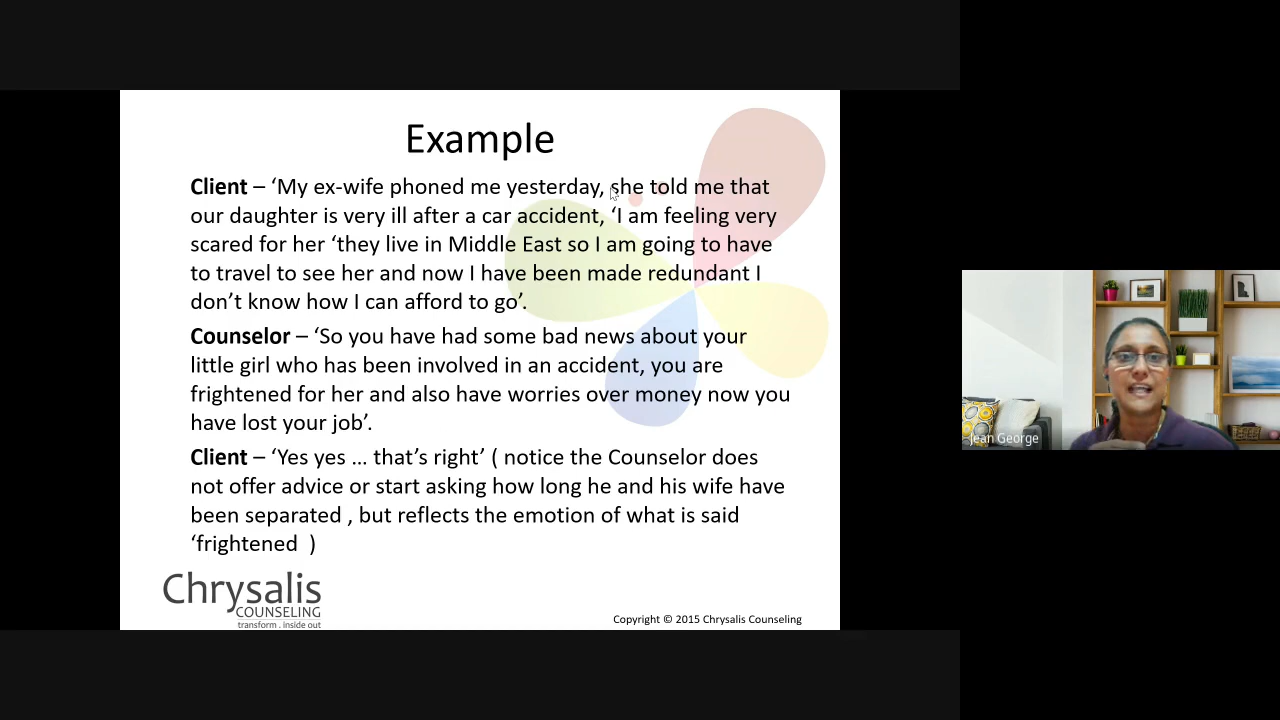 Example
Client – ‘My ex-wife phoned me yesterday, she told me that
our daughter is very ill after a car accident, ‘I am feeling very
scared for her ‘they live in Middle East so I am going to have
to travel to see her and now I have been made redundant I
don’t know how I can afford to go’.
Counselor – ‘So you have had some bad news about your
little girl who has been involved in an accident, you are
frightened for her and also have worries over money now you
have lost your job’.
Client – ‘Yes yes … that’s right’ ( notice the Counselor does
not offer advice or start asking how long he and his wife have
been separated , but reflects the emotion of what is said
‘frightened  )
Chrysalis
COUNSELING
transform . inside out
Copyright © 2015 Chrysalis Counseling
Jean George